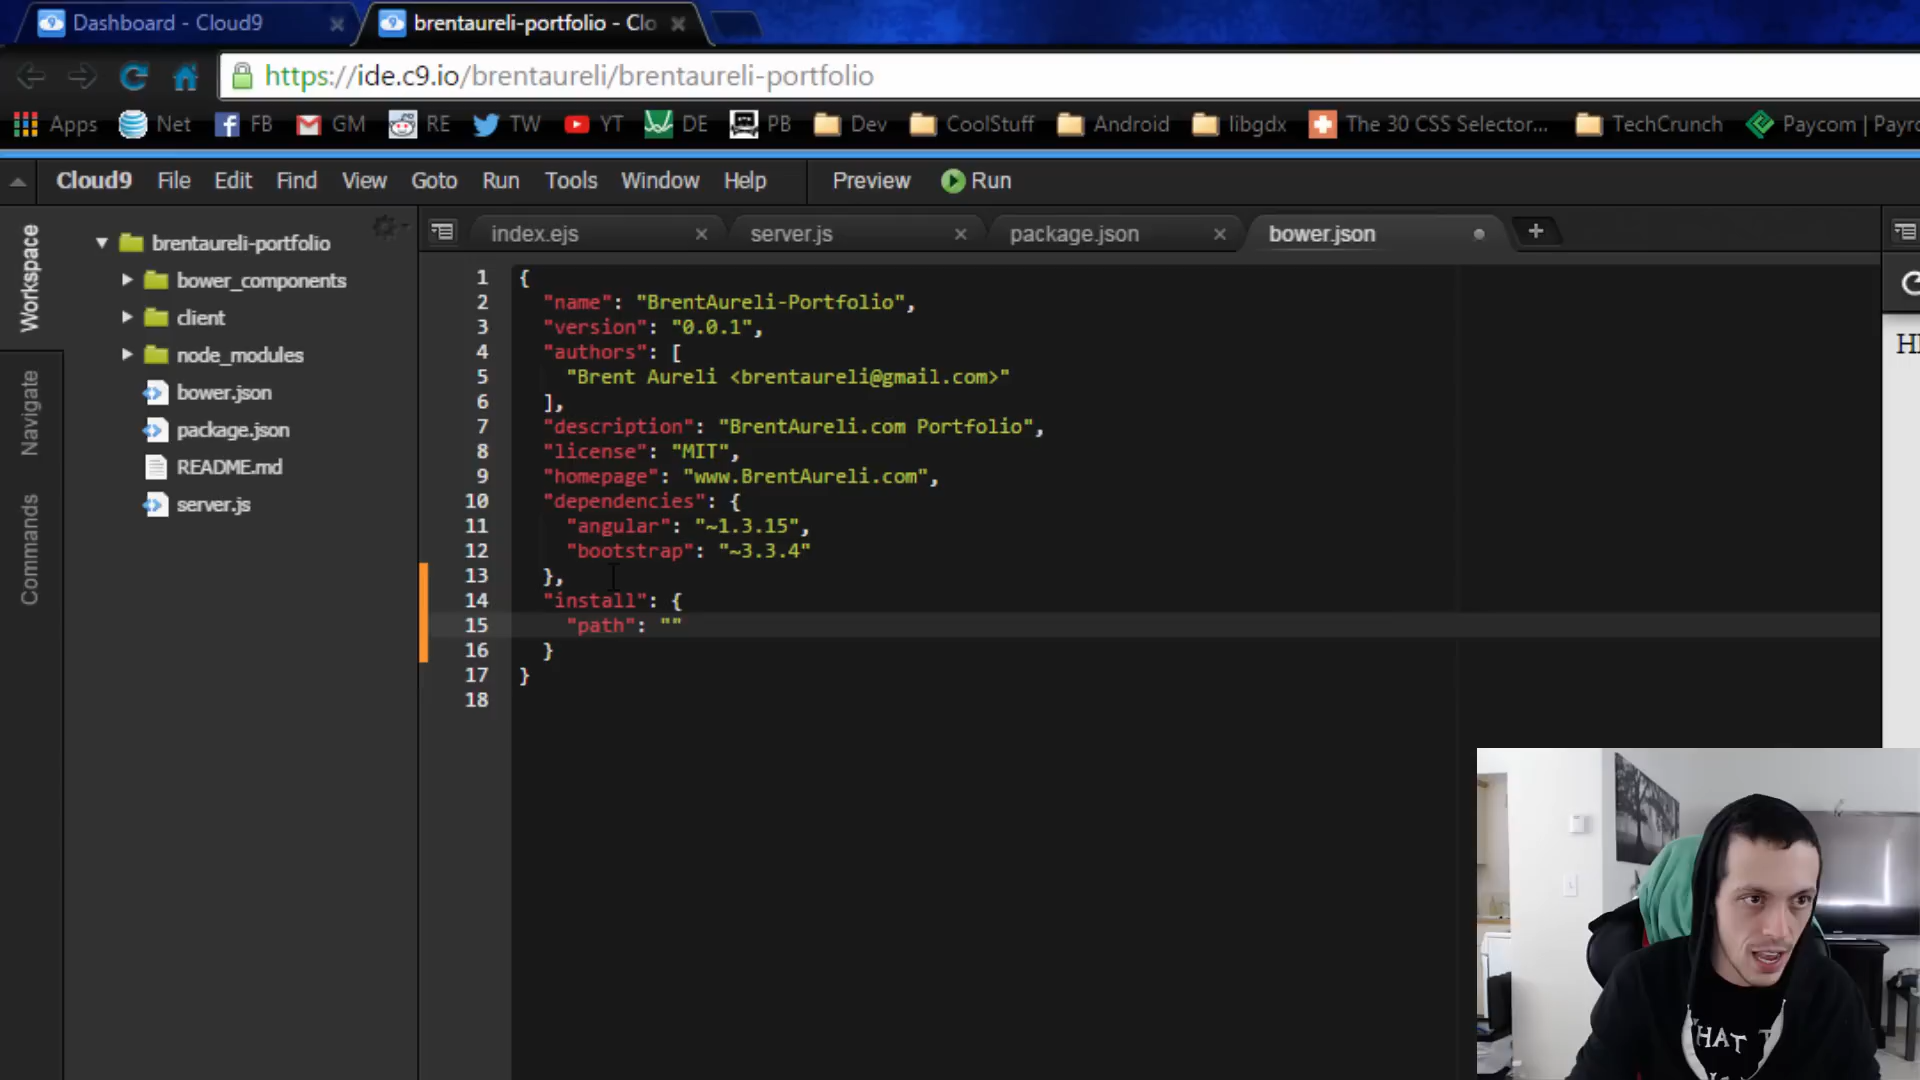 Dashboard - Cloud9
brentaureli-portfolio - Clo
https://ide.c9.io/brentaureli/brentaureli-portfolio
Apps Net FB GM RE TW YT DE PB Dev CoolStuff Android libgdx The 30 CSS Selector... TechCrunch Paycom | Payro
Cloud9 File Edit Find View Goto Run Tools Window Help Preview Run
Workspace
Navigate
Commands
brentaureli-portfolio
bower_components
client
node_modules
bower.json
package.json
README.md
server.js
index.ejs server.js package.json bower.json
1 {
2 "name": "BrentAureli-Portfolio",
3 "version": "0.0.1",
4 "authors": [
5 "Brent Aureli <brentaureli@gmail.com>"
6 ],
7 "description": "BrentAureli.com Portfolio",
8 "license": "MIT",
9 "homepage": "www.BrentAureli.com",
10 "dependencies": {
11 "angular": "~1.3.15",
12 "bootstrap": "~3.3.4"
13 },
14 "install": {
15 "path": ""
16 }
17 }
18